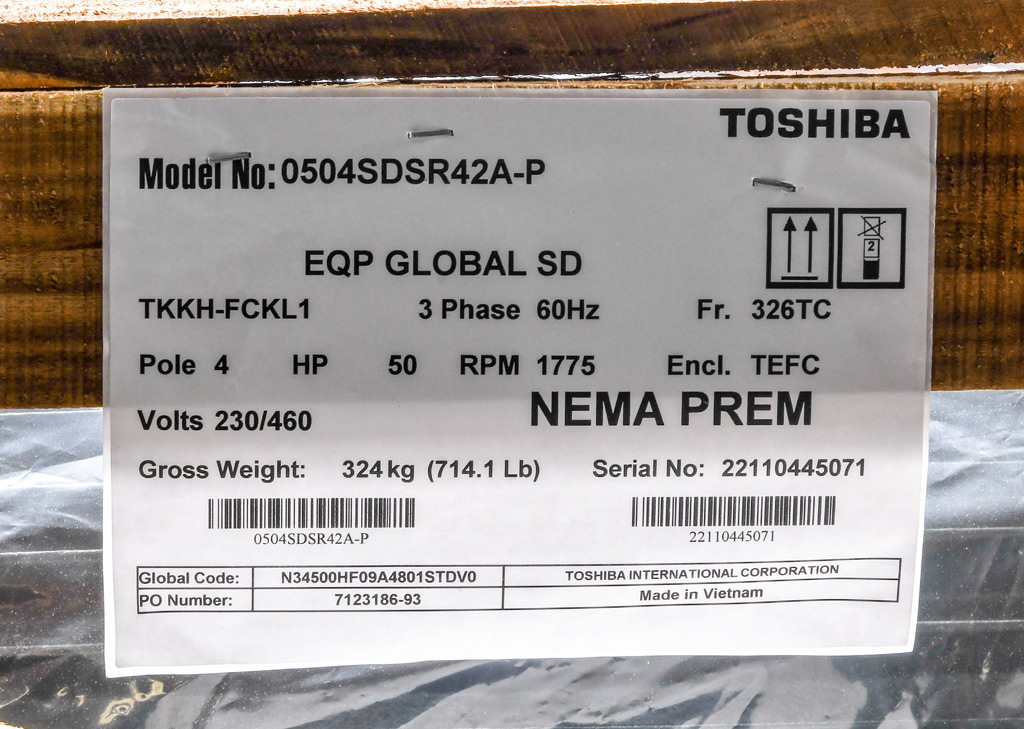 TOSHIBA
Model No: 0504SDSR42A-P
EQP GLOBAL SD
2
TKKH-FCKL1 3 Phase 60Hz Fr. 326TC
Pole 4 HP 50 RPM 1775 Encl. TEFC
Volts 230/460 NEMA PREM
Gross Weight: 324kg (714.1 Lb) Serial No: 22110445071
0504SDSR42A-P 22110445071
Global Code: N34500HF09A4801STDV0 TOSHIBA INTERNATIONAL CORPORATION
PO Number: 7123186-93 Made in Vietnam